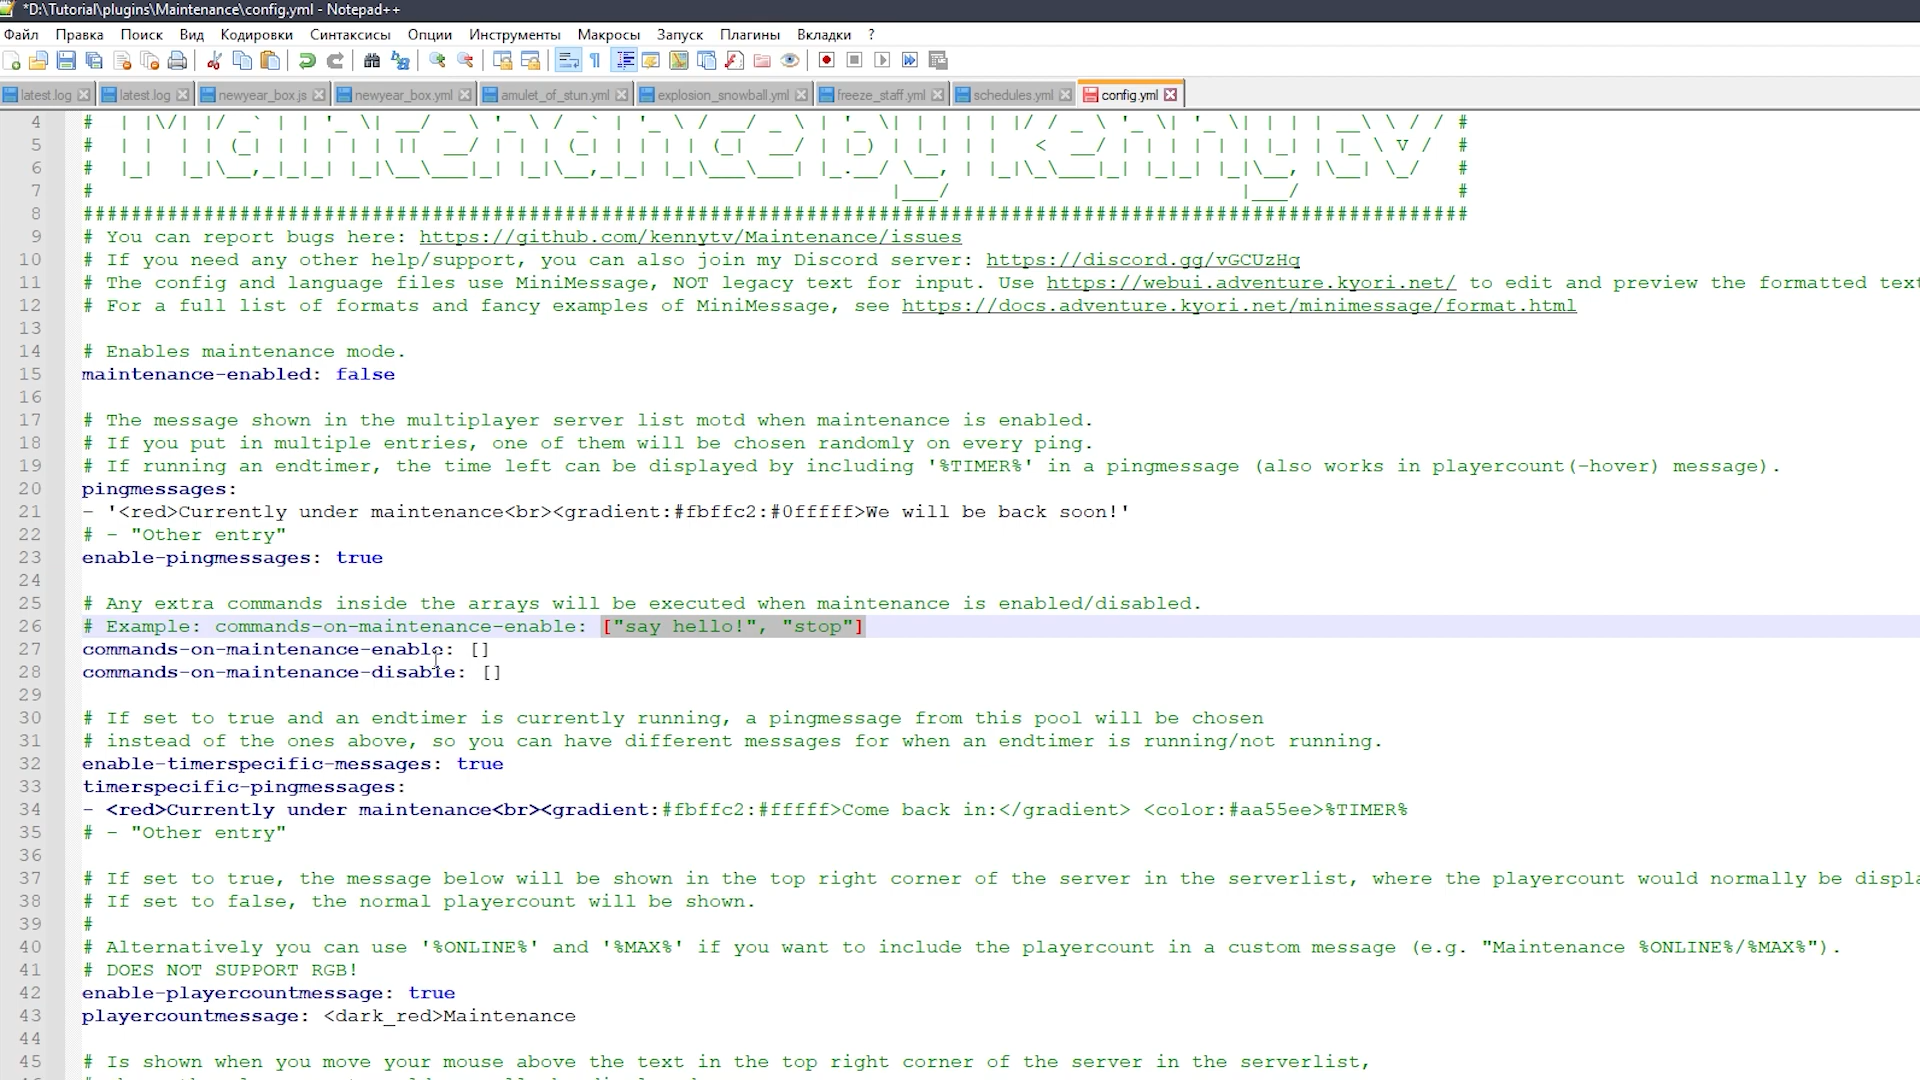 *D:\Tutorial\plugins\Maintenance\config.yml - Notepad++
Файл Правка Поиск Вид Кодировки Синтаксисы Опции Инструменты Макросы Запуск Плагины Вкладки ?
latest.log latest.log newyear_box.js newyear_box.yml amulet_of_stun.yml explosion_snowball.yml freeze_staff.yml schedules.yml config.yml
4
5
6
7
8 ####################################################################################################################
9 # You can report bugs here: https://github.com/kennytv/Maintenance/issues
10 # If you need any other help/support, you can also join my Discord server: https://discord.gg/vGCUzHq
11 # The config and language files use MiniMessage, NOT legacy text for input. Use https://webui.adventure.kyori.net/ to edit and preview the formatted text
12 # For a full list of formats and fancy examples of MiniMessage, see https://docs.adventure.kyori.net/minimessage/format.html
13
14 # Enables maintenance mode.
15 maintenance-enabled: false
16
17 # The message shown in the multiplayer server list motd when maintenance is enabled.
18 # If you put in multiple entries, one of them will be chosen randomly on every ping.
19 # If running an endtimer, the time left can be displayed by including '%TIMER%' in a pingmessage (also works in playercount(-hover) message).
20 pingmessages:
21 - '<red>Currently under maintenance<br><gradient:#fbffc2:#0fffff>We will be back soon!'
22 # - "Other entry"
23 enable-pingmessages: true
24
25 # Any extra commands inside the arrays will be executed when maintenance is enabled/disabled.
26 # Example: commands-on-maintenance-enable: ["say hello!", "stop"]
27 commands-on-maintenance-enable: []
28 commands-on-maintenance-disable: []
29
30 # If set to true and an endtimer is currently running, a pingmessage from this pool will be chosen
31 # instead of the ones above, so you can have different messages for when an endtimer is running/not running.
32 enable-timerspecific-messages: true
33 timerspecific-pingmessages:
34 - <red>Currently under maintenance<br><gradient:#fbffc2:#ffffff>Come back in:</gradient> <color:#aa55ee>%TIMER%
35 # - "Other entry"
36
37 # If set to true, the message below will be shown in the top right corner of the server in the serverlist, where the playercount would normally be displa
38 # If set to false, the normal playercount will be shown.
39 #
40 # Alternatively you can use '%ONLINE%' and '%MAX%' if you want to include the playercount in a custom message (e.g. "Maintenance %ONLINE%/%MAX%").
41 # DOES NOT SUPPORT RGB!
42 enable-playercountmessage: true
43 playercountmessage: <dark_red>Maintenance
44
45 # Is shown when you move your mouse above the text in the top right corner of the server in the serverlist,